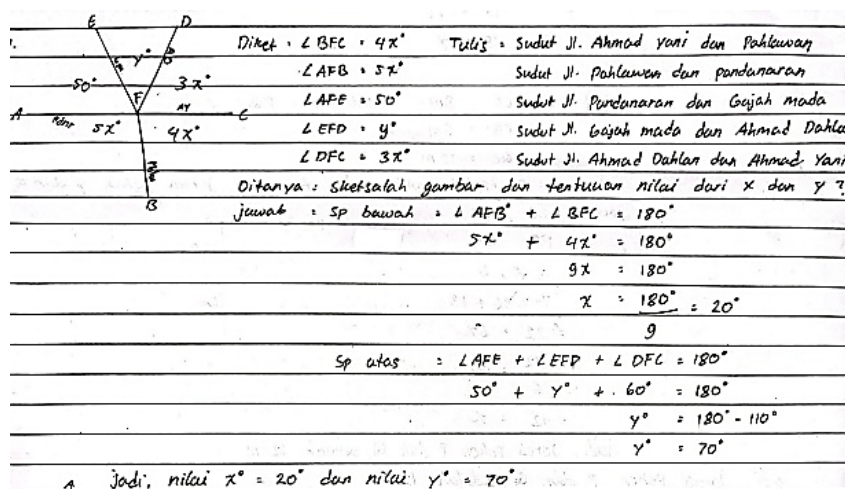 E D
y°
50° 3x°
F
A Pdnr AY C
5x° 4x°
B
Diket : ∠ BFC = 4x° Tulis : Sudut Jl. Ahmad Yani dan Pahlawan
∠ AFB = 5x° Sudut Jl. Pahlawan dan pandanaran
∠ AFE = 50° Sudut Jl. Pandanaran dan Gajah mada
∠ EFD = y° Sudut Jl. Gajah mada dan Ahmad Dahla
∠ DFC = 3x° Sudut Jl. Ahmad Dahlan dan Ahmad Yani
Ditanya : sketsalah gambar dan tentukan nilai dari x dan y ?
jawab : Sp bawah = ∠ AFB° + ∠ BFC = 180°
5x° + 4x° = 180°
9x = 180°
x = 180° = 20°
9
Sp atas = ∠ AFE + ∠ EFD + ∠ DFC = 180°
50° + y° + 60° = 180°
y° = 180° - 110°
y° = 70°
jadi, nilai x° = 20° dan nilai y° = 70°